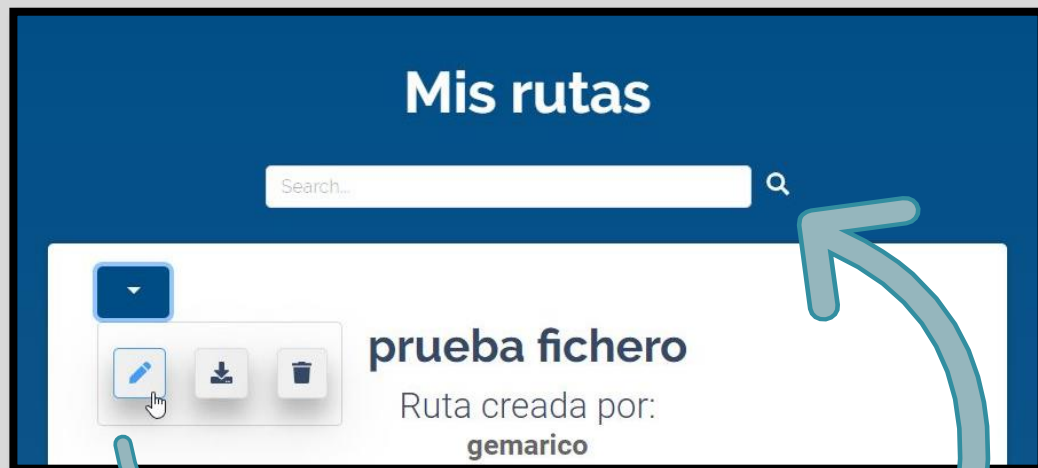 Mis rutas
Search...
prueba fichero
Ruta creada por:
gemarico